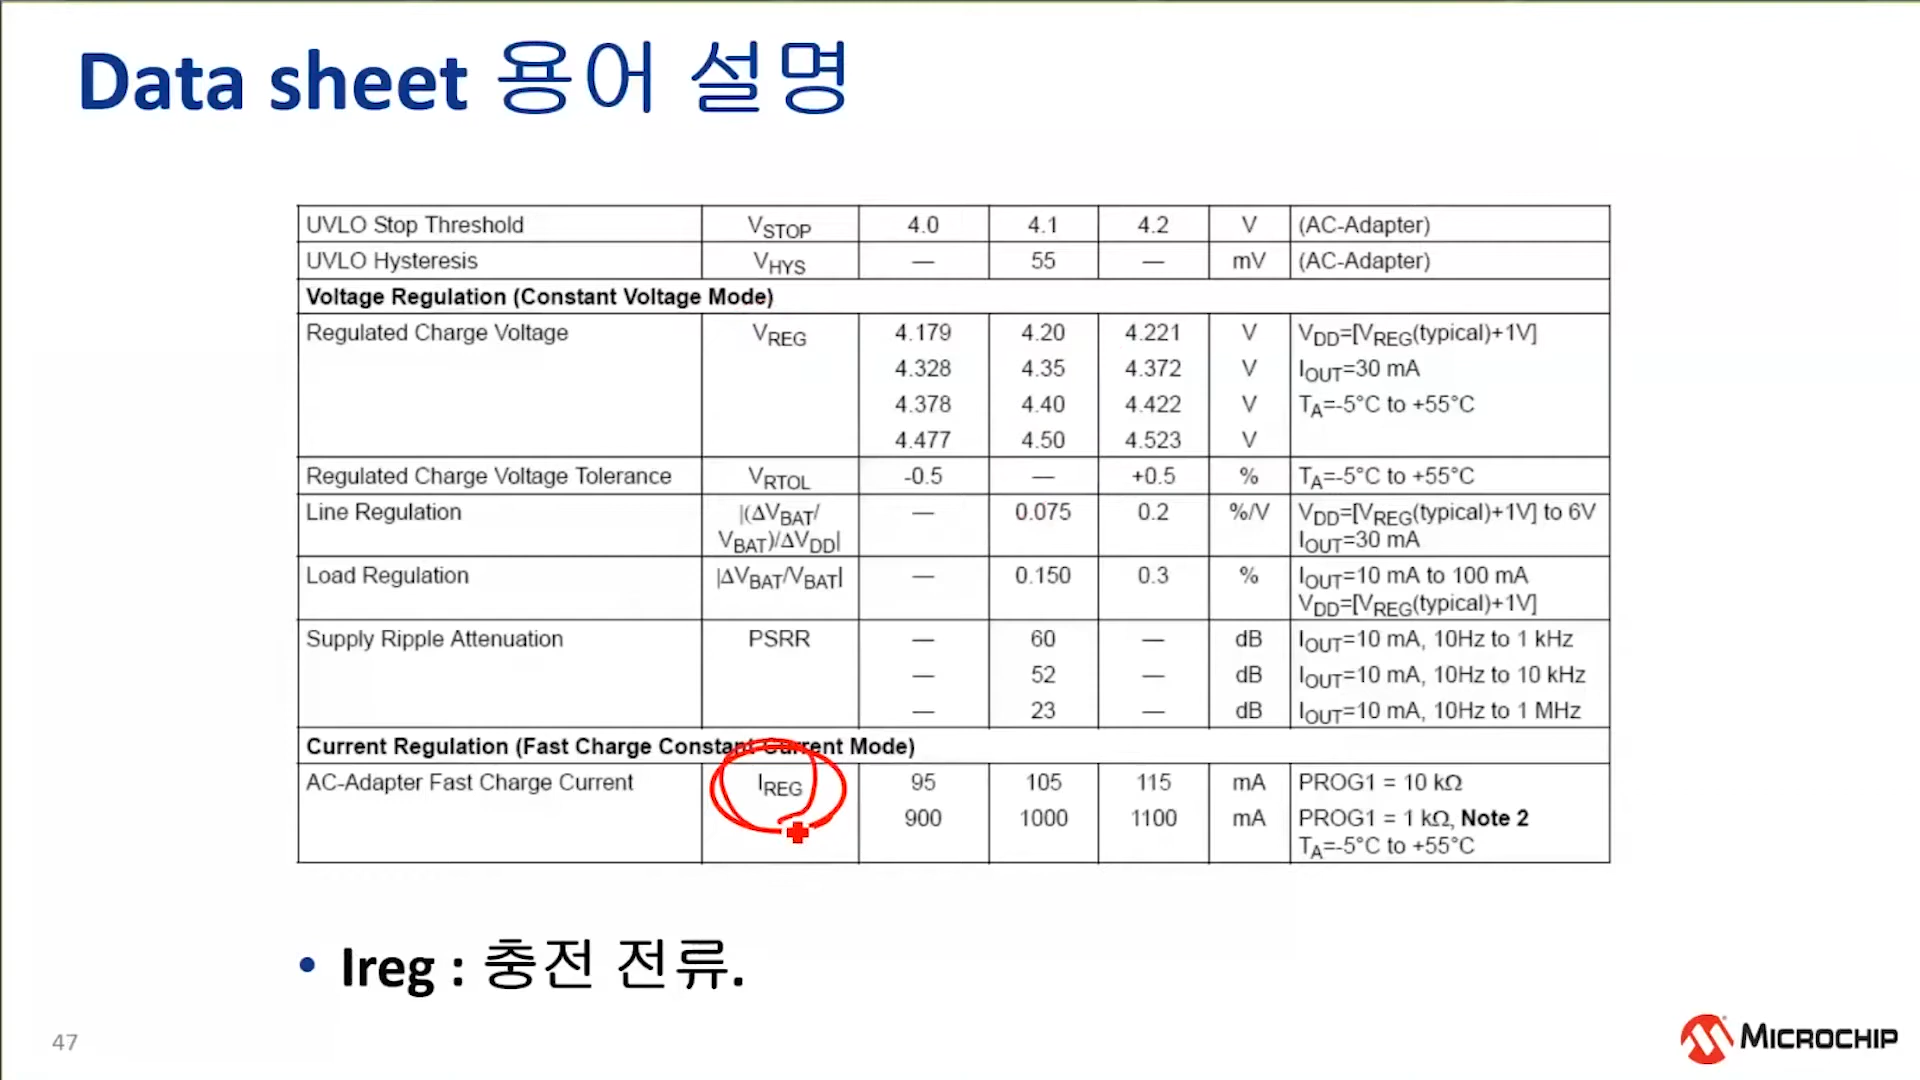 Data sheet 용어 설명
UVLO Stop Threshold VSTOP 4.0 4.1 4.2 V (AC-Adapter)
UVLO Hysteresis VHYS — 55 — mV (AC-Adapter)
Voltage Regulation (Constant Voltage Mode)
Regulated Charge Voltage VREG 4.179 4.20 4.221 V VDD=[VREG(typical)+1V]
4.328 4.35 4.372 V IOUT=30 mA
4.378 4.40 4.422 V TA=-5°C to +55°C
4.477 4.50 4.523 V
Regulated Charge Voltage Tolerance VRTOL -0.5 — +0.5 % TA=-5°C to +55°C
Line Regulation |(ΔVBAT/ — 0.075 0.2 %/V VDD=[VREG(typical)+1V] to 6V
VBAT)/ΔVDD| IOUT=30 mA
Load Regulation |ΔVBAT/VBAT| — 0.150 0.3 % IOUT=10 mA to 100 mA
VDD=[VREG(typical)+1V]
Supply Ripple Attenuation PSRR — 60 — dB IOUT=10 mA, 10Hz to 1 kHz
— 52 — dB IOUT=10 mA, 10Hz to 10 kHz
— 23 — dB IOUT=10 mA, 10Hz to 1 MHz
Current Regulation (Fast Charge Constant-Current Mode)
AC-Adapter Fast Charge Current IREG 95 105 115 mA PROG1 = 10 kΩ
900 1000 1100 mA PROG1 = 1 kΩ, Note 2
TA=-5°C to +55°C
• Ireg : 충전 전류.
47
MICROCHIP